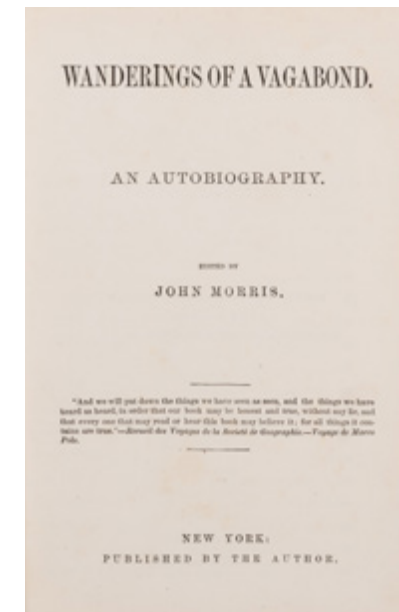 WANDERINGS OF A VAGABOND.
AN AUTOBIOGRAPHY.
EDITED BY
JOHN MORRIS.
"And we will put down the things we have seen as seen, and the things we have
heard as heard, in order that our book may be honest and true, without any lie, and
that every one that may read or hear this book may believe it; for all things it con-
tains are true."—Recueil des Voyages de la Societé de Geographie.—Voyage de Marco
Polo.
NEW YORK:
PUBLISHED BY THE AUTHOR.